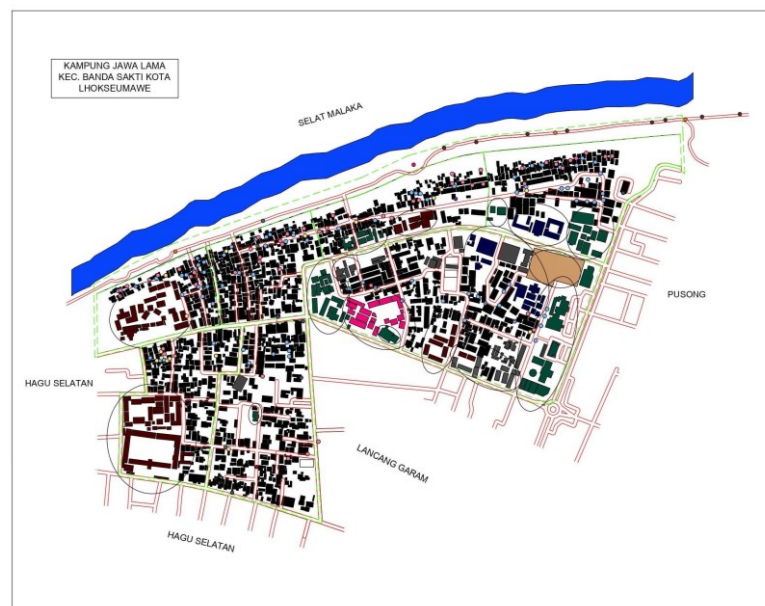 KAMPUNG JAWA LAMA
KEC. BANDA SAKTI KOTA
LHOKSEUMAWE
SELAT MALAKA
PUSONG
HAGU SELATAN
LANCANG GARAM
HAGU SELATAN